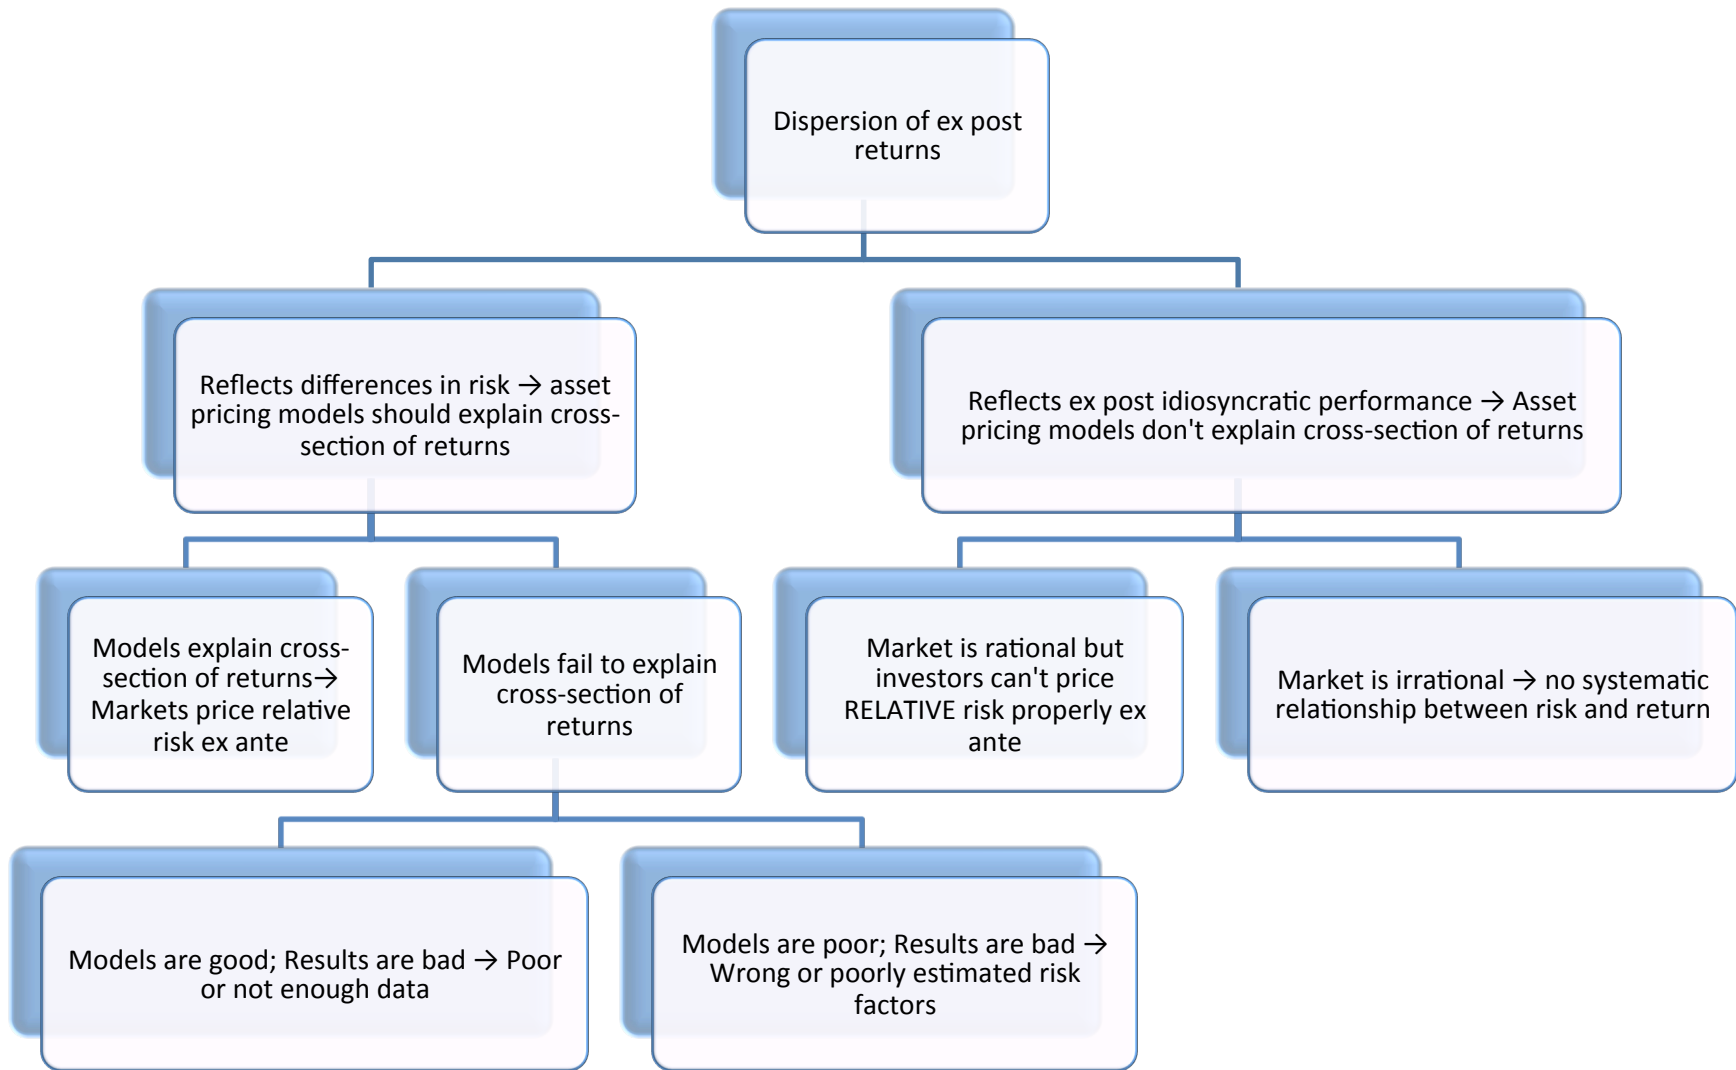 Dispersion of ex post
returns
Reflects differences in risk → asset
pricing models should explain cross-
section of returns
Reflects ex post idiosyncratic performance → Asset
pricing models don't explain cross-section of returns
Models explain cross-
section of returns→
Markets price relative
risk ex ante
Models fail to explain
cross-section of
returns
Market is rational but
investors can't price
RELATIVE risk properly ex
ante
Market is irrational → no systematic
relationship between risk and return
Models are good; Results are bad → Poor
or not enough data
Models are poor; Results are bad →
Wrong or poorly estimated risk
factors